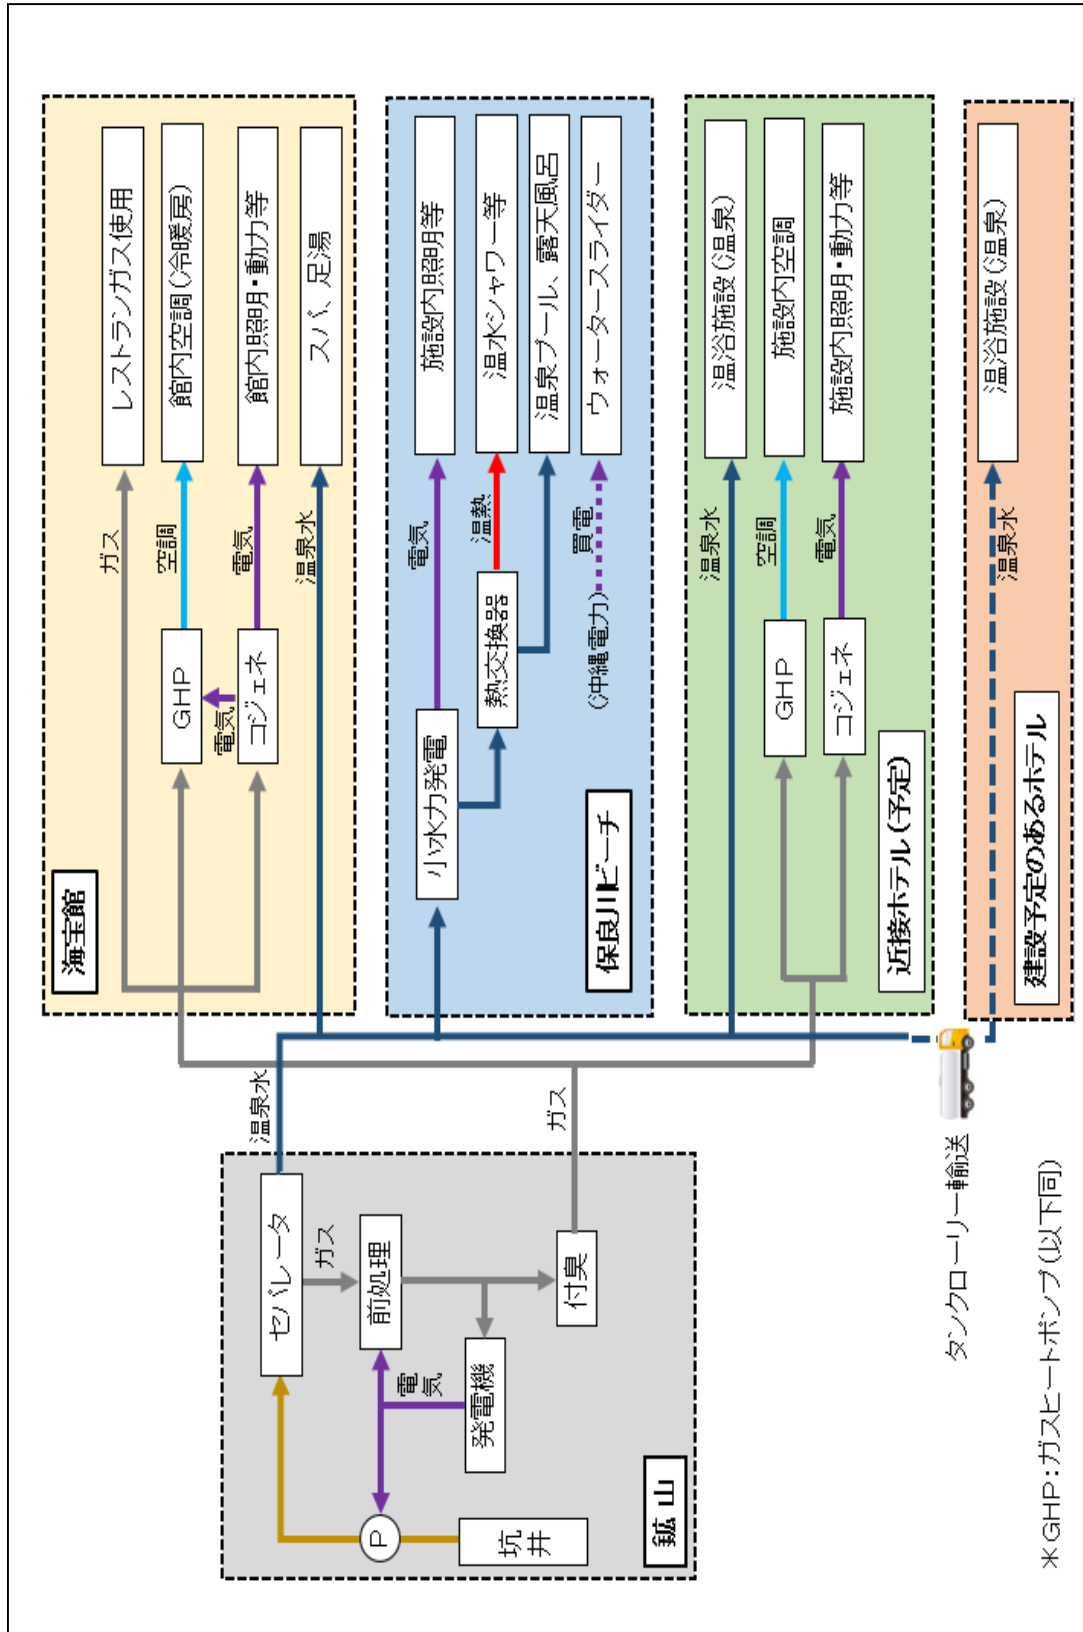 鉱 山
坑
井
P
セパレータ
ガス
前処理
電
気
発電機
付臭
温泉水
ガス
海宝館
ガス
レストランガス使用
GHP
空調
館内空調(冷暖房)
電気
コジェネ
電気
館内照明・動力等
温泉水
スパ、足湯
保良川ビーチ
小水力発電
電気
施設内照明等
熱交換器
温熱
温水シャワー等
温泉プール、露天風呂
(沖縄電力)
買電
ウォータースライダー
近接ホテル(予定)
温泉水
温浴施設(温泉)
GHP
空調
施設内空調
コジェネ
電気
施設内照明・動力等
建設予定のあるホテル
温泉水
温浴施設(温泉)
タンクローリー輸送
*GHP:ガスヒートポンプ(以下同)